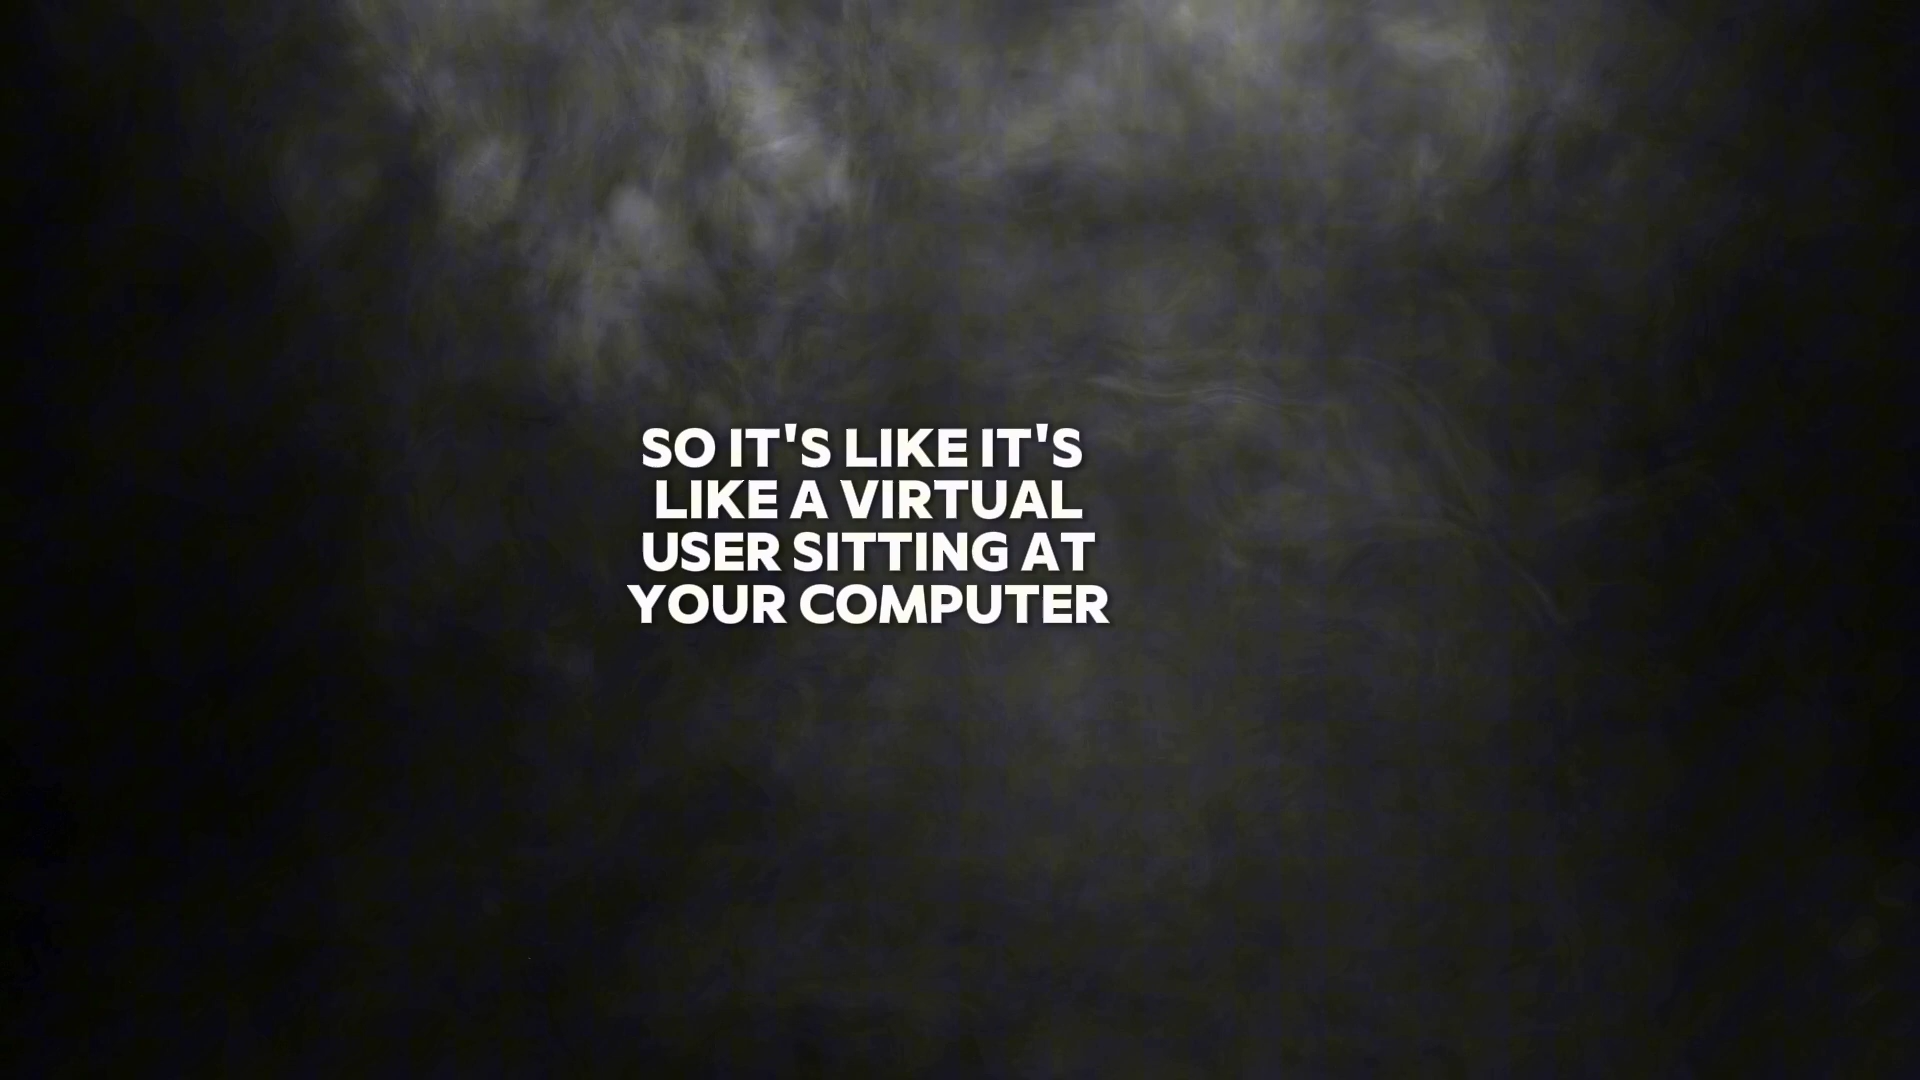 SO IT'S LIKE IT'S
LIKE A VIRTUAL
USER SITTING AT
YOUR COMPUTER